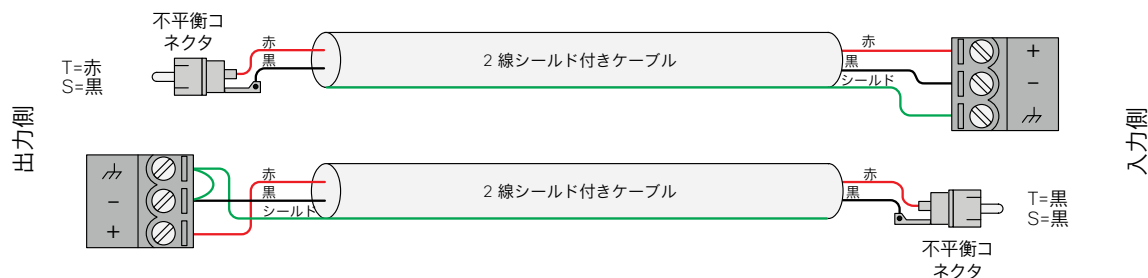 不平衡コ
ネクタ
T=赤
S=黒
赤
黒
2 線シールド付きケーブル
赤
黒
シールド
+
−
出力側
入力側
−
+
赤
黒
シールド
2 線シールド付きケーブル
赤
黒
T=黒
S=黒
不平衡コ
ネクタ